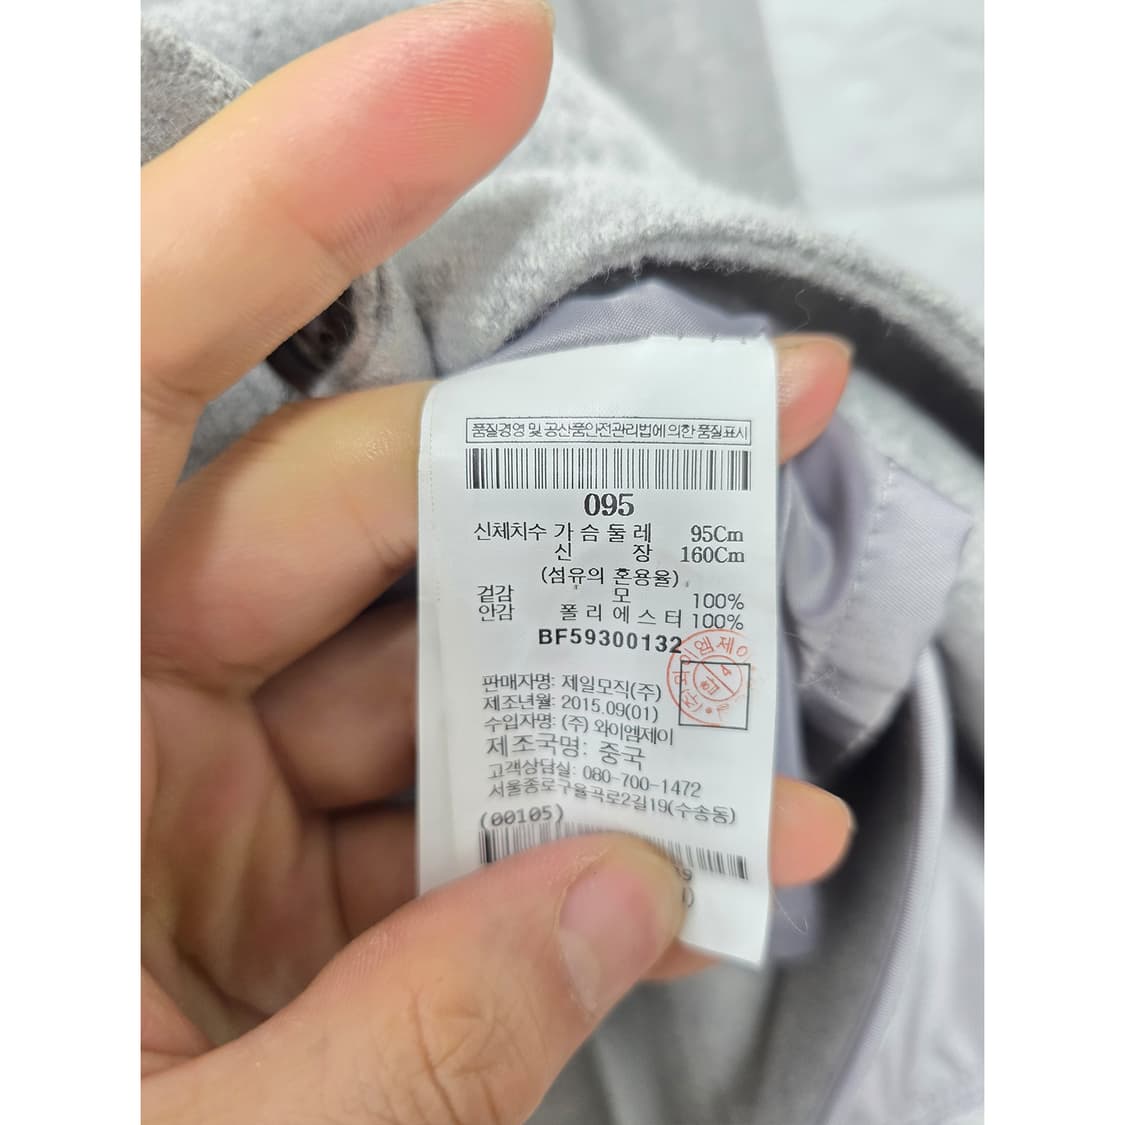 품질경영 및 공산품안전관리법에의한 품질표시
095
신체치수 가 슴 둘 레 95Cm
신 장 160Cm
(섬유의 혼용율)
겉감 모 100%
안감 폴 리 에 스 터 100%
BF59300132
와이엠제이
판매자명: 제일모직(주)
제조년월: 2015.09(01)
수입자명: (주) 와이엠제이
제조국명: 중국
고객상담실: 080-700-1472
서울종로구율곡로2길19(수송동)
(00105)